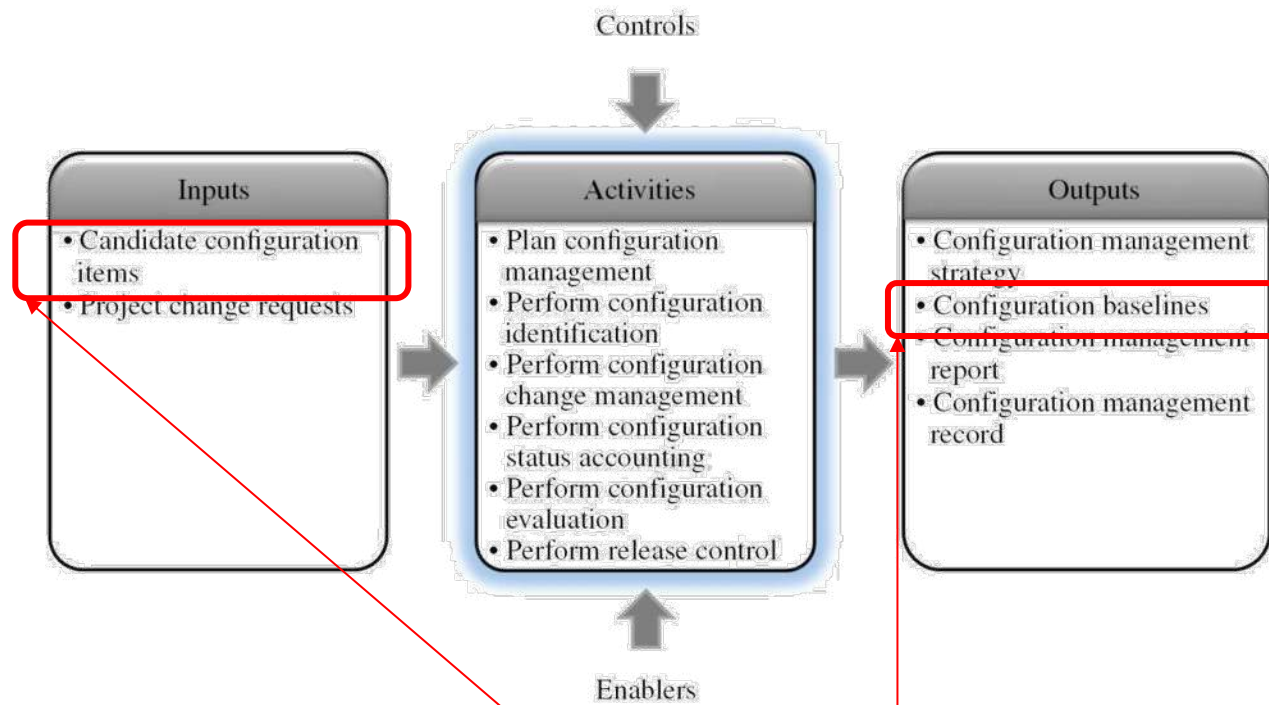 Controls
Inputs
• Candidate configuration
items
• Project change requests
Activities
• Plan configuration
management
• Perform configuration
identification
• Perform configuration
change management
• Perform configuration
status accounting
• Perform configuration
evaluation
• Perform release control
Outputs
• Configuration management
strategy
• Configuration baselines
• Configuration management
report
• Configuration management
record
Enablers